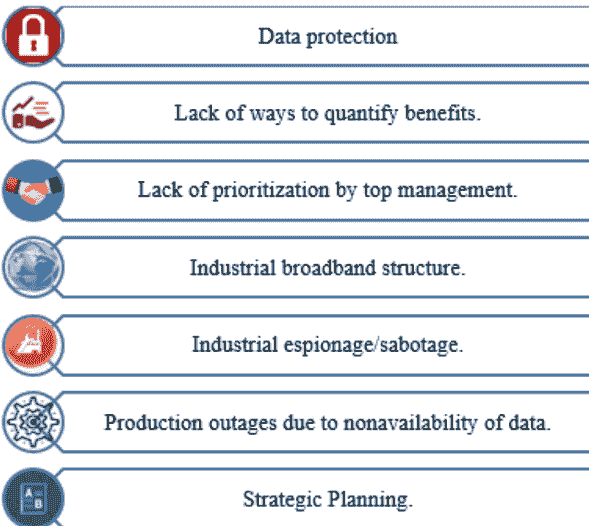 Data protection
Lack of ways to quantify benefits.
Lack of prioritization by top management.
Industrial broadband structure.
Industrial espionage/sabotage.
Production outages due to nonavailability of data.
A
B
Strategic Planning.